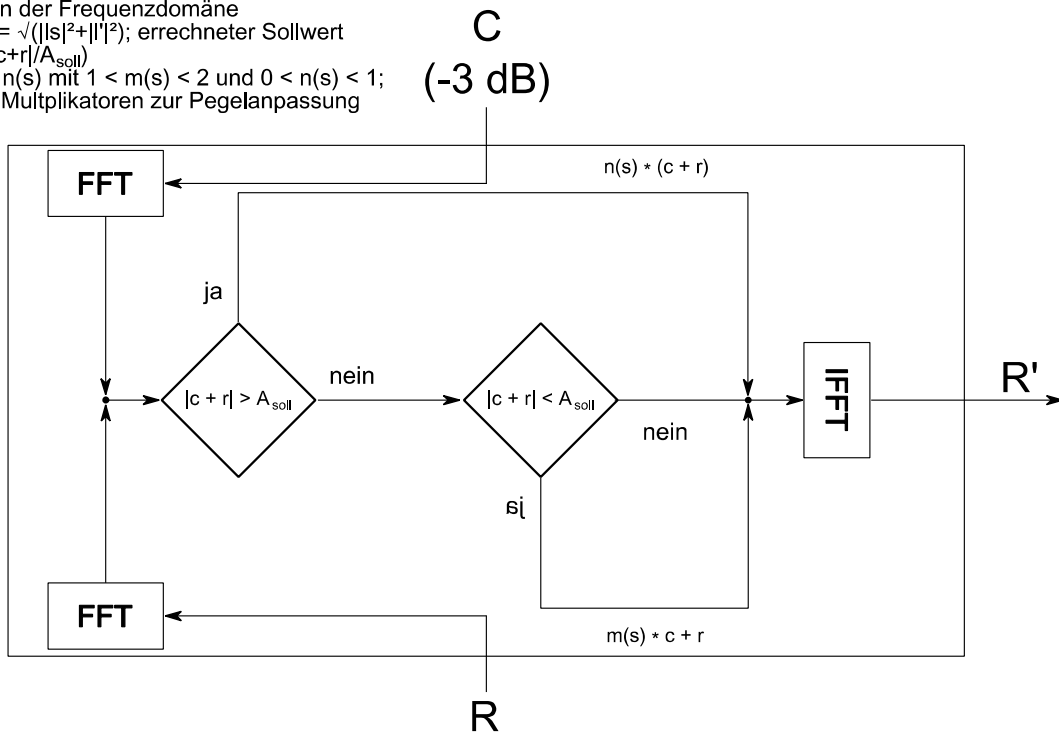 n der Frequenzdomäne
= √(||s|²+||'|²); errechneter Sollwert
c+r|/Asoll)
n(s) mit 1 < m(s) < 2 und 0 < n(s) < 1;
Multplikatoren zur Pegelanpassung
C
(-3 dB)
FFT
n(s) * (c + r)
ja
|c + r| > Asoll
nein
|c + r| < Asoll
nein
IFFT
R'
ja
FFT
m(s) * c + r
R